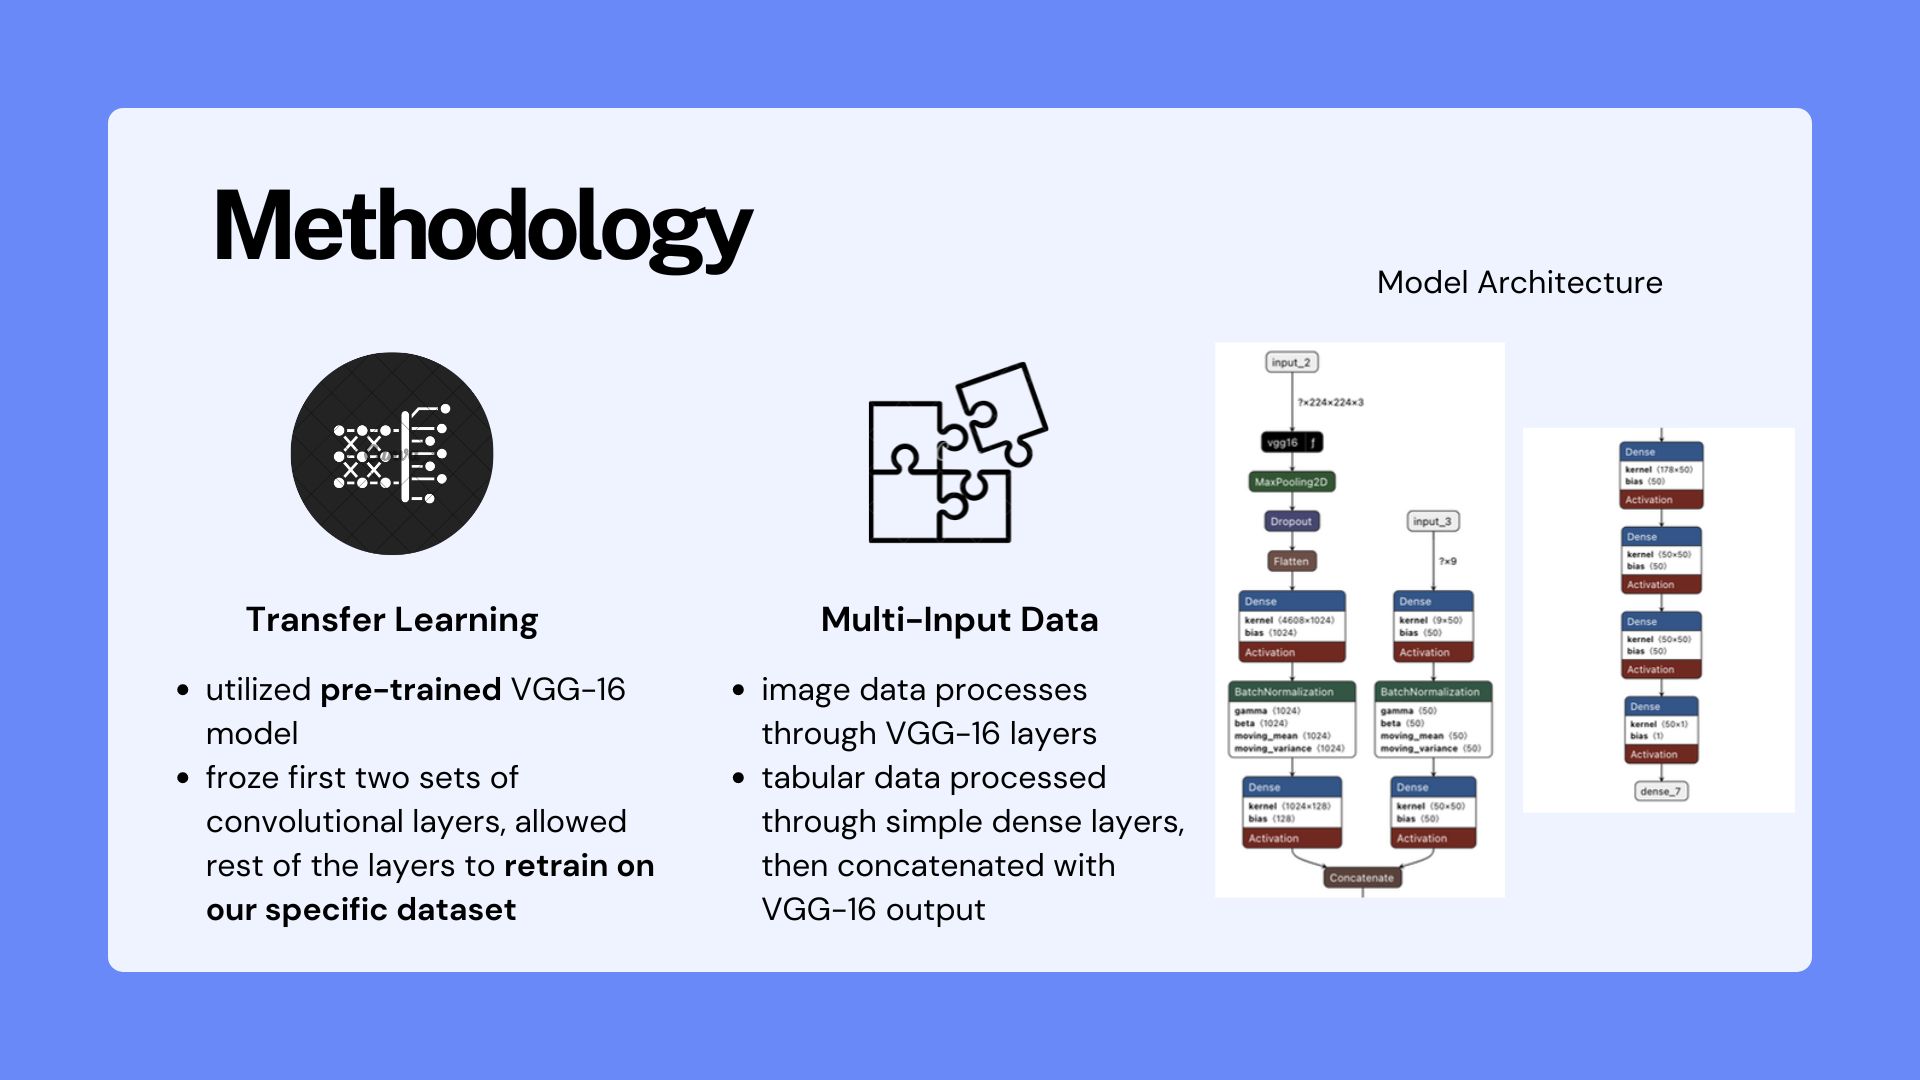 Methodology
Model Architecture
Transfer Learning
• utilized pre-trained VGG-16
model
• froze first two sets of
convolutional layers, allowed
rest of the layers to retrain on
our specific dataset
Multi-Input Data
• image data processes
through VGG-16 layers
• tabular data processed
through simple dense layers,
then concatenated with
VGG-16 output
input_2
?×224×224×3
vgg16 ƒ
MaxPooling2D
Dropout
Flatten
Dense
kernel (4608×1024)
bias (1024)
Activation
BatchNormalization
gamma (1024)
beta (1024)
moving_mean (1024)
moving_variance (1024)
Dense
kernel (1024×128)
bias (128)
Activation
input_3
?×9
Dense
kernel (9×50)
bias (50)
Activation
BatchNormalization
gamma (50)
beta (50)
moving_mean (50)
moving_variance (50)
Dense
kernel (50×50)
bias (50)
Activation
Concatenate
Dense
kernel (178×50)
bias (50)
Activation
Dense
kernel (50×50)
bias (50)
Activation
Dense
kernel (50×50)
bias (50)
Activation
Dense
kernel (50×1)
bias (1)
Activation
dense_7